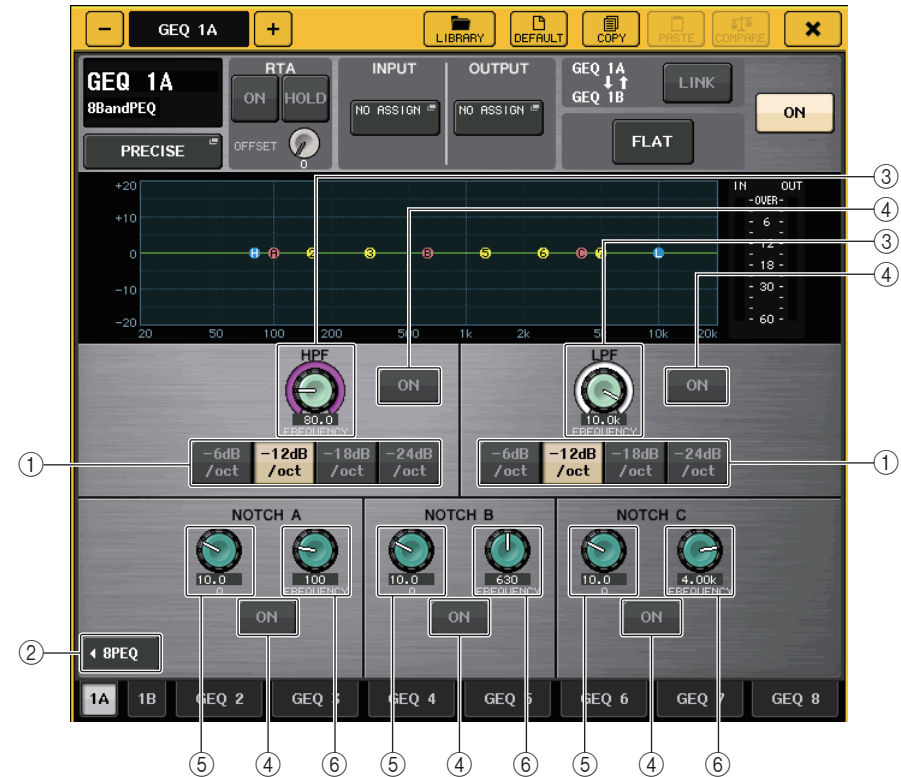 − GEQ 1A + LIBRARY DEFAULT COPY PASTE COMPARE ×
GEQ 1A
8BandPEQ
PRECISE
RTA
ON HOLD
OFFSET
0
INPUT
NO ASSIGN
OUTPUT
NO ASSIGN
GEQ 1A
↓↑
GEQ 1B
LINK
FLAT
ON
③
④
③
④
+20
+10
0
−10
−20
H A 2 3 B 5 6 C L
20 50 100 200 500 1k 2k 5k 10k 20k
IN OUT
-OVER-
- 6 -
- 12 -
- 18 -
- 30 -
- 60 -
HPF
80.0
FREQUENCY
ON
LPF
10.0k
FREQUENCY
ON
①
−6dB /oct −12dB /oct −18dB /oct −24dB /oct
−6dB /oct −12dB /oct −18dB /oct −24dB /oct
①
NOTCH A
10.0
Q
100
FREQUENCY
ON
NOTCH B
10.0
Q
630
FREQUENCY
ON
NOTCH C
10.0
Q
4.00k
FREQUENCY
ON
②
8PEQ
1A 1B GEQ 2 GEQ 3 GEQ 4 GEQ 5 GEQ 6 GEQ 7 GEQ 8
⑤ ④ ⑥ ⑤ ④ ⑥ ⑤ ④ ⑥